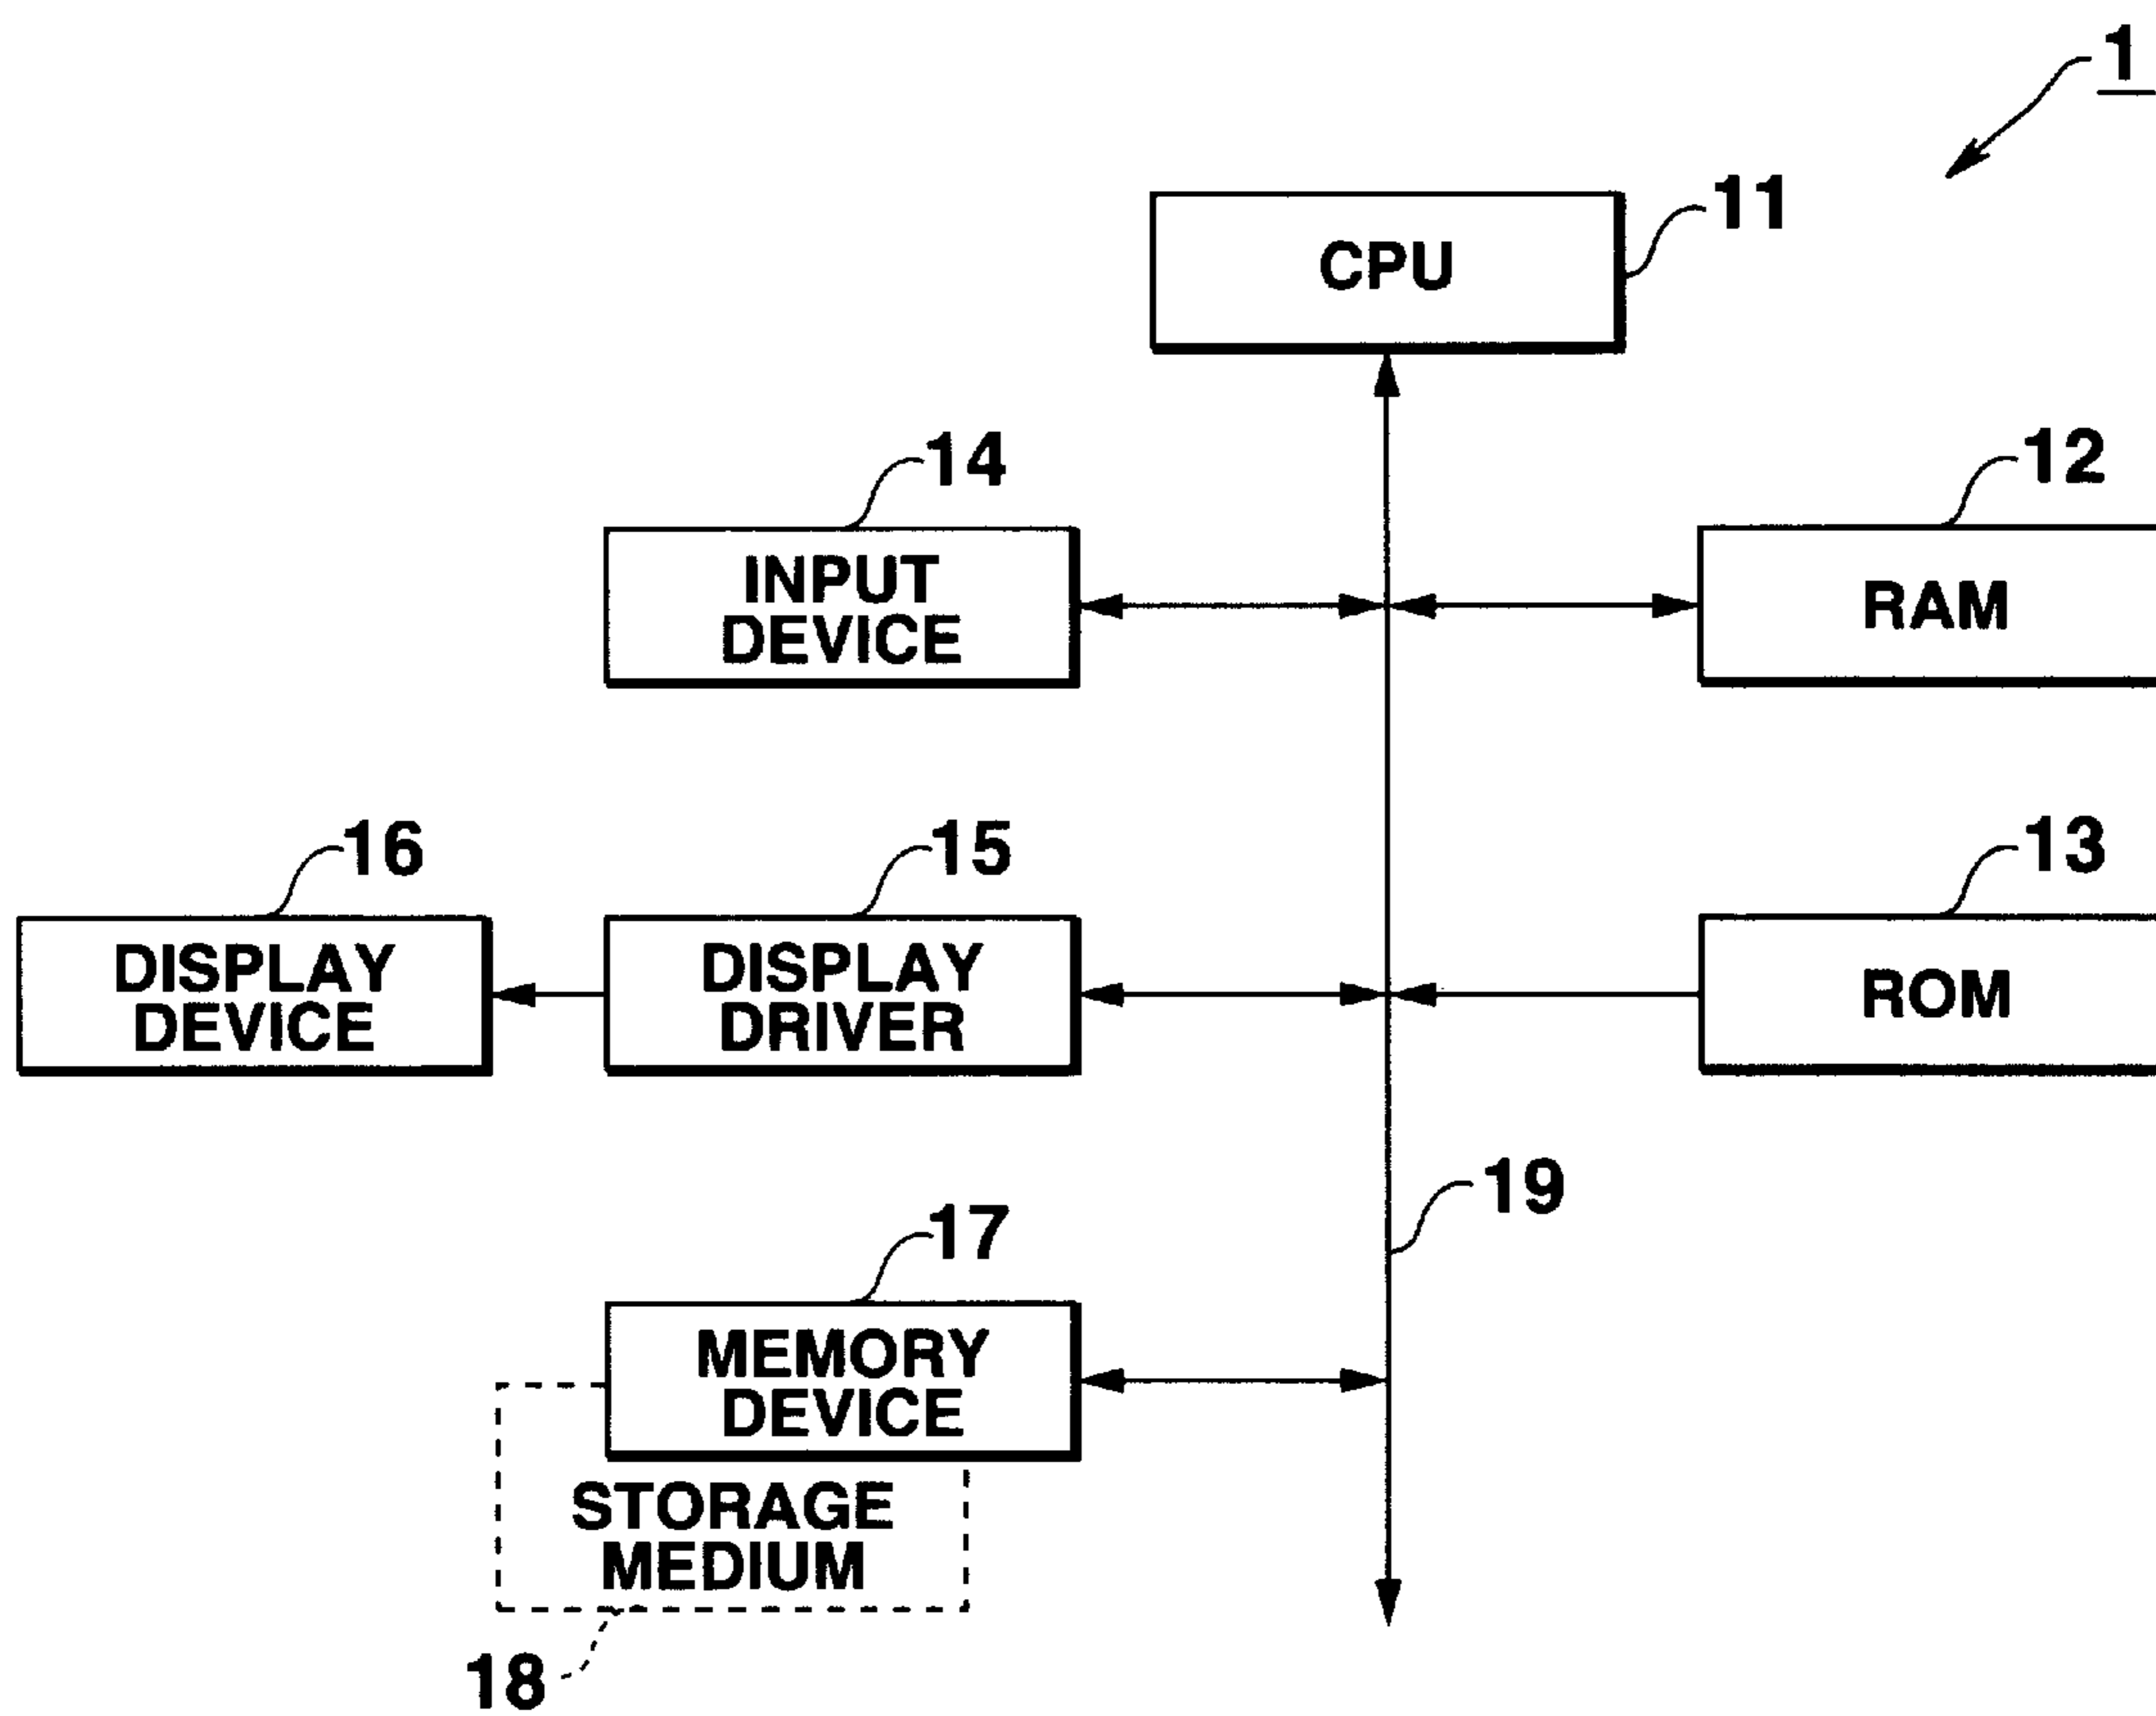 1
11
CPU
14
12
INPUT
DEVICE
RAM
16
15
13
DISPLAY
DEVICE
DISPLAY
DRIVER
ROM
19
17
MEMORY
DEVICE
STORAGE
MEDIUM
18